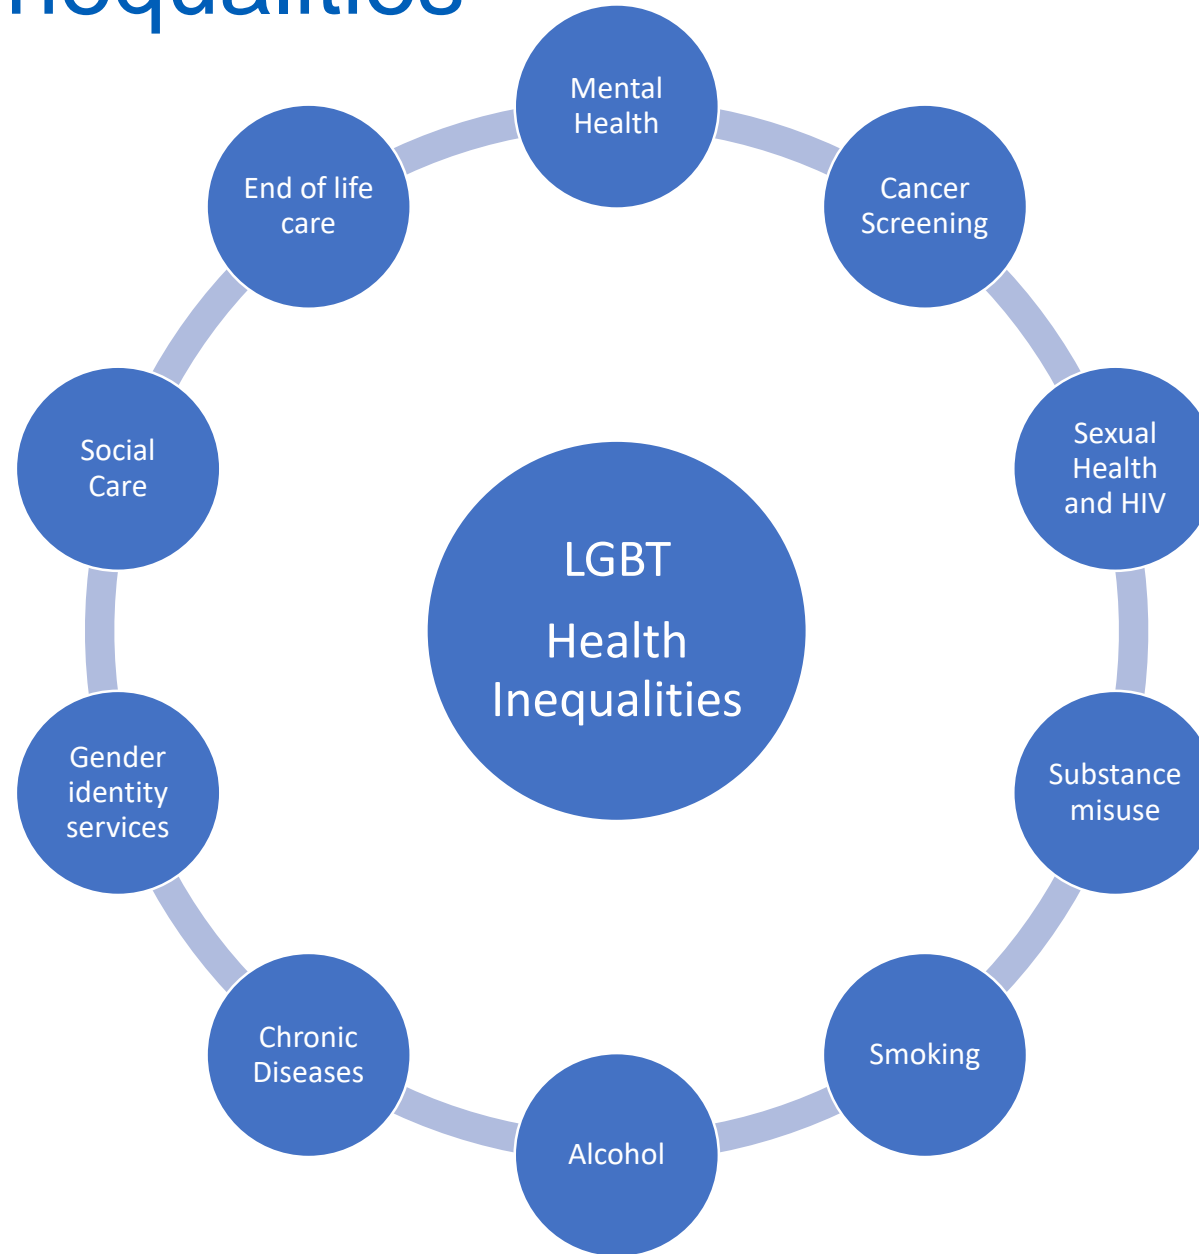 Mental
Health
Cancer
Screening
Sexual
Health
and HIV
Substance
misuse
Smoking
Alcohol
Chronic
Diseases
Gender
identity
services
Social
Care
End of life
care
LGBT
Health
Inequalities